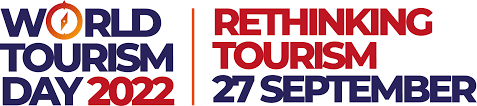 WORLD
TOURISM
DAY 2022
RETHINKING
TOURISM
27 SEPTEMBER